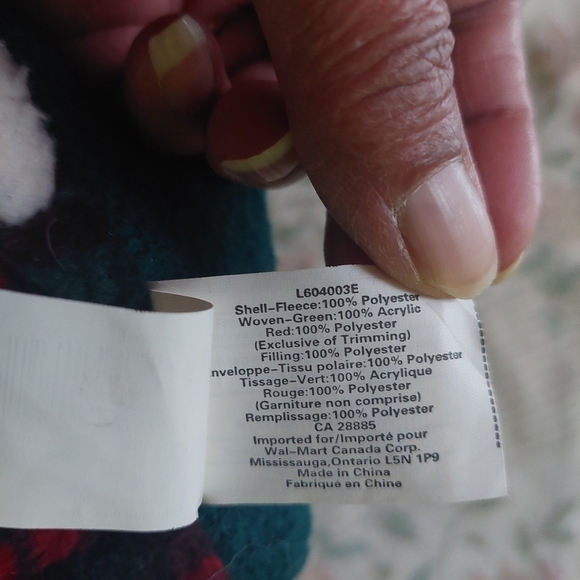 L604003E
Shell-Fleece:100% Polyester
Woven-Green:100% Acrylic
Red:100% Polyester
(Exclusive of Trimming)
Filling:100% Polyester
nveloppe-Tissu polaire:100% Polyester
Tissage-Vert:100% Acrylique
Rouge:100% Polyester
(Garniture non comprise)
Remplissage:100% Polyester
CA 28885
Imported for/Importé pour
Wal-Mart Canada Corp.
Mississauga,Ontario L5N 1P9
Made in China
Fabriqué en Chine